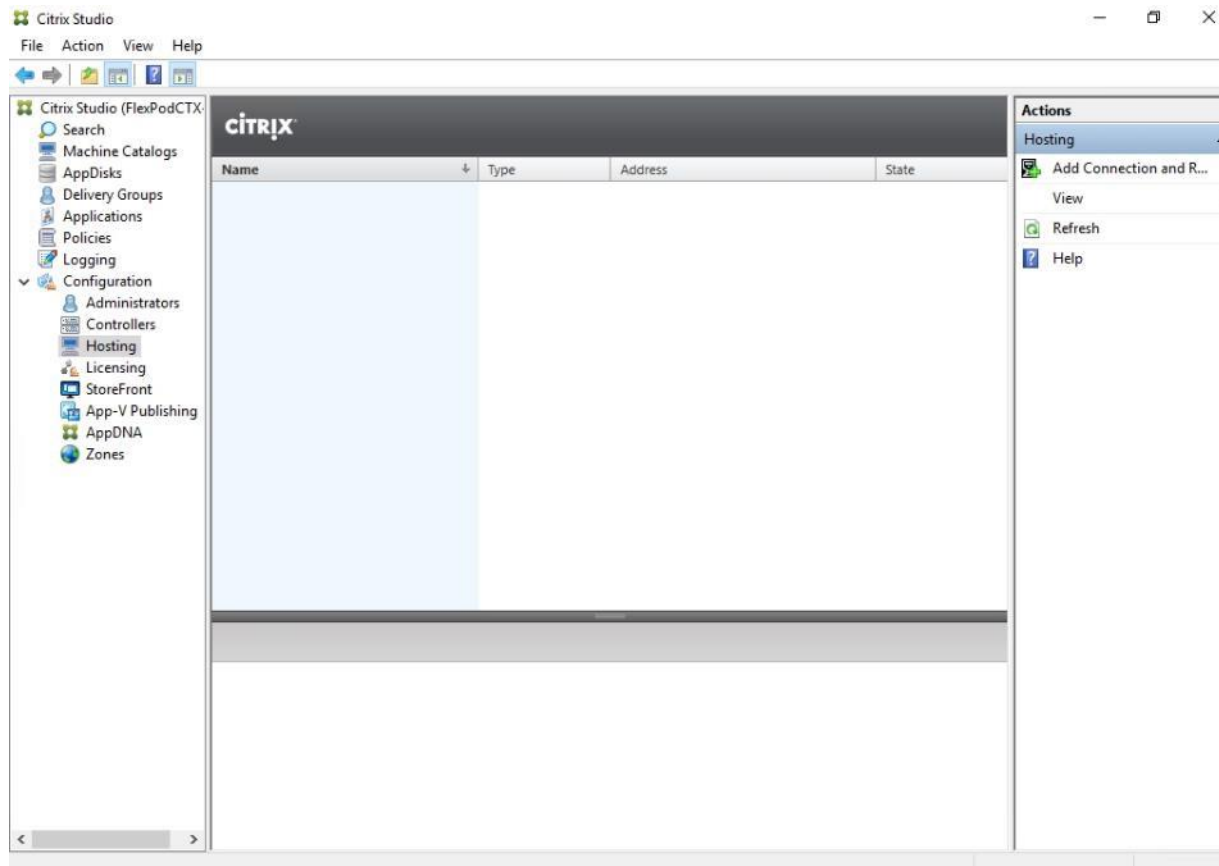 Citrix Studio
File Action View Help
Citrix Studio (FlexPodCTX-
Search
Machine Catalogs
AppDisks
Delivery Groups
Applications
Policies
Logging
Configuration
Administrators
Controllers
Hosting
Licensing
StoreFront
App-V Publishing
AppDNA
Zones
CİTRIX
Name Type Address State
Actions
Hosting
Add Connection and R...
View
Refresh
Help